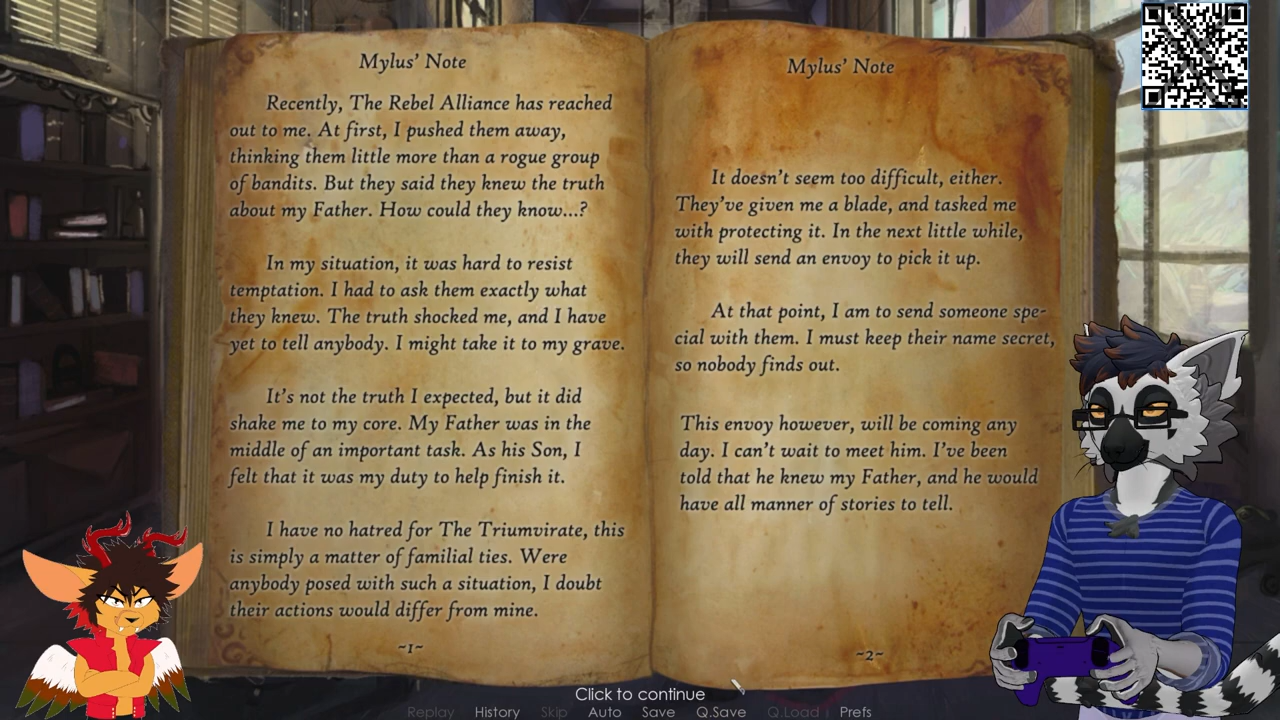 Mylus' Note
Recently, The Rebel Alliance has reached
out to me. At first, I pushed them away,
thinking them little more than a rogue group
of bandits. But they said they knew the truth
about my Father. How could they know...?
In my situation, it was hard to resist
temptation. I had to ask them exactly what
they knew. The truth shocked me, and I have
yet to tell anybody. I might take it to my grave.
It's not the truth I expected, but it did
shake me to my core. My Father was in the
middle of an important task. As his Son, I
felt that it was my duty to help finish it.
I have no hatred for The Triumvirate, this
is simply a matter of familial ties. Were
anybody posed with such a situation, I doubt
their actions would differ from mine.
~1~
Mylus' Note
It doesn't seem too difficult, either.
They've given me a blade, and tasked me
with protecting it. In the next little while,
they will send an envoy to pick it up.
At that point, I am to send someone spe-
cial with them. I must keep their name secret,
so nobody finds out.
This envoy however, will be coming any
day. I can't wait to meet him. I've been
told that he knew my Father, and he would
have all manner of stories to tell.
~2~
Click to continue
Replay History Skip Auto Save Q.Save Q.Load Prefs